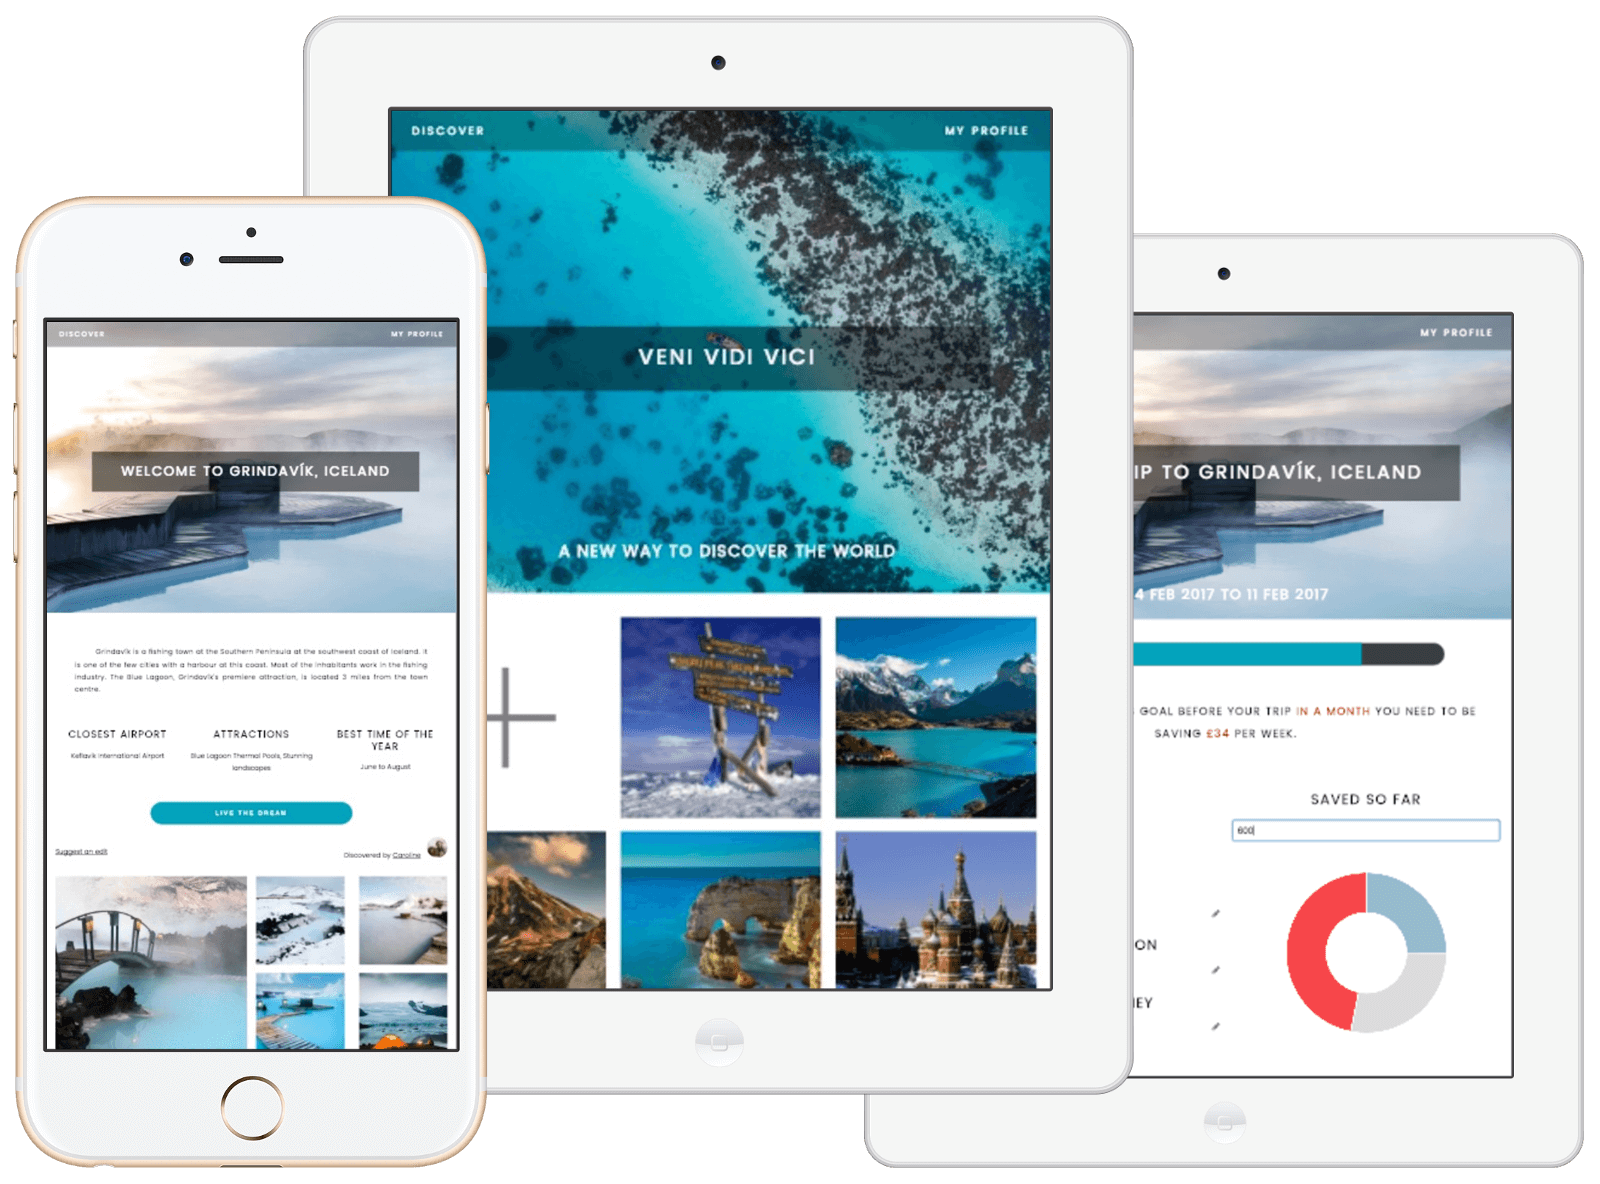 DISCOVER
MY PROFILE
WELCOME TO GRINDAVÍK, ICELAND
Grindavík is a fishing town at the Southern Peninsula at the southwest coast of Iceland. It
is one of the few cities with a harbour at this coast. Most of the inhabitants work in the fishing
industry. The Blue Lagoon, Grindavík's premiere attraction, is located 3 miles from the town
centre.
CLOSEST AIRPORT
Keflavik International Airport
ATTRACTIONS
Blue Lagoon Thermal Pools, Stunning
landscapes
BEST TIME OF THE
YEAR
June to August
LIVE THE DREAM
Suggest an edit
Discovered by Caroline
DISCOVER
MY PROFILE
VENI VIDI VICI
A NEW WAY TO DISCOVER THE WORLD
MY PROFILE
IP TO GRINDAVÍK, ICELAND
4 FEB 2017 TO 11 FEB 2017
GOAL BEFORE YOUR TRIP IN A MONTH YOU NEED TO BE
SAVING £34 PER WEEK.
SAVED SO FAR
600
ON
EY